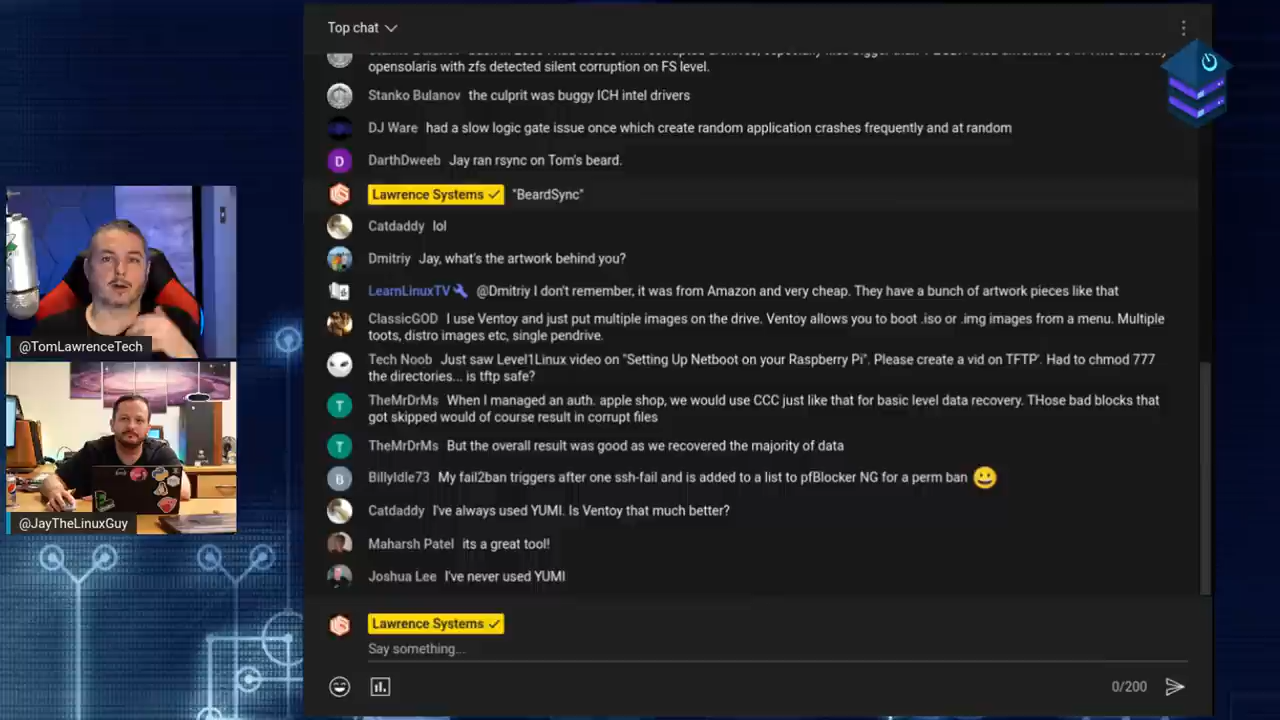 Top chat
opensolaris with zfs detected silent corruption on FS level.
Stanko Bulanov the culprit was buggy ICH intel drivers
DJ Ware had a slow logic gate issue once which create random application crashes frequently and at random
D DarthDweeb Jay ran rsync on Tom's beard.
Lawrence Systems "BeardSync"
Catdaddy lol
Dmitriy Jay, what's the artwork behind you?
LearnLinuxTV @Dmitriy I don't remember, it was from Amazon and very cheap. They have a bunch of artwork pieces like that
ClassicGOD I use Ventoy and just put multiple images on the drive. Ventoy allows you to boot .iso or .img images from a menu. Multiple
toots, distro images etc, single pendrive.
Tech Noob Just saw Level1Linux video on "Setting Up Netboot on your Raspberry Pi". Please create a vid on TFTP'. Had to chmod 777
the directories... is tftp safe?
T TheMrDrMs When I managed an auth. apple shop, we would use CCC just like that for basic level data recovery. THose bad blocks that
got skipped would of course result in corrupt files
T TheMrDrMs But the overall result was good as we recovered the majority of data
B BillyIdle73 My fail2ban triggers after one ssh-fail and is added to a list to pfBlocker NG for a perm ban 😀
Catdaddy I've always used YUMI. Is Ventoy that much better?
Maharsh Patel its a great tool!
Joshua Lee I've never used YUMI
Lawrence Systems
Say something...
0/200
@TomLawrenceTech
@JayTheLinuxGuy